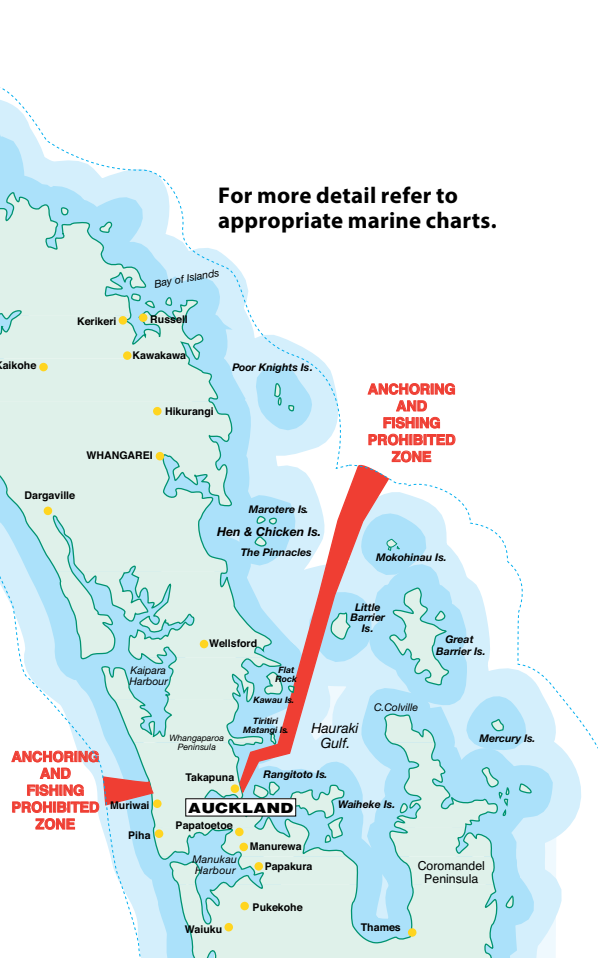 For more detail refer to
appropriate marine charts.
Bay of Islands
Kerikeri
Russell
Kawakawa
Kaikohe
Poor Knights Is.
ANCHORING
AND
FISHING
PROHIBITED
ZONE
Hikurangi
WHANGAREI
Dargaville
Marotere Is.
Hen & Chicken Is.
The Pinnacles
Mokohinau Is.
Little
Barrier
Is.
Great
Barrier Is.
Wellsford
Kaipara
Harbour
Flat
Rock
Kawau Is.
C.Colville
Tiritiri
Matangi Is.
Hauraki
Gulf.
Whangaparoa
Peninsula
Mercury Is.
ANCHORING
AND
FISHING
PROHIBITED
ZONE
Takapuna
Rangitoto Is.
Muriwai
AUCKLAND
Waiheke Is.
Piha
Papatoetoe
Manurewa
Manukau
Harbour
Papakura
Coromandel
Peninsula
Pukekohe
Waiuku
Thames